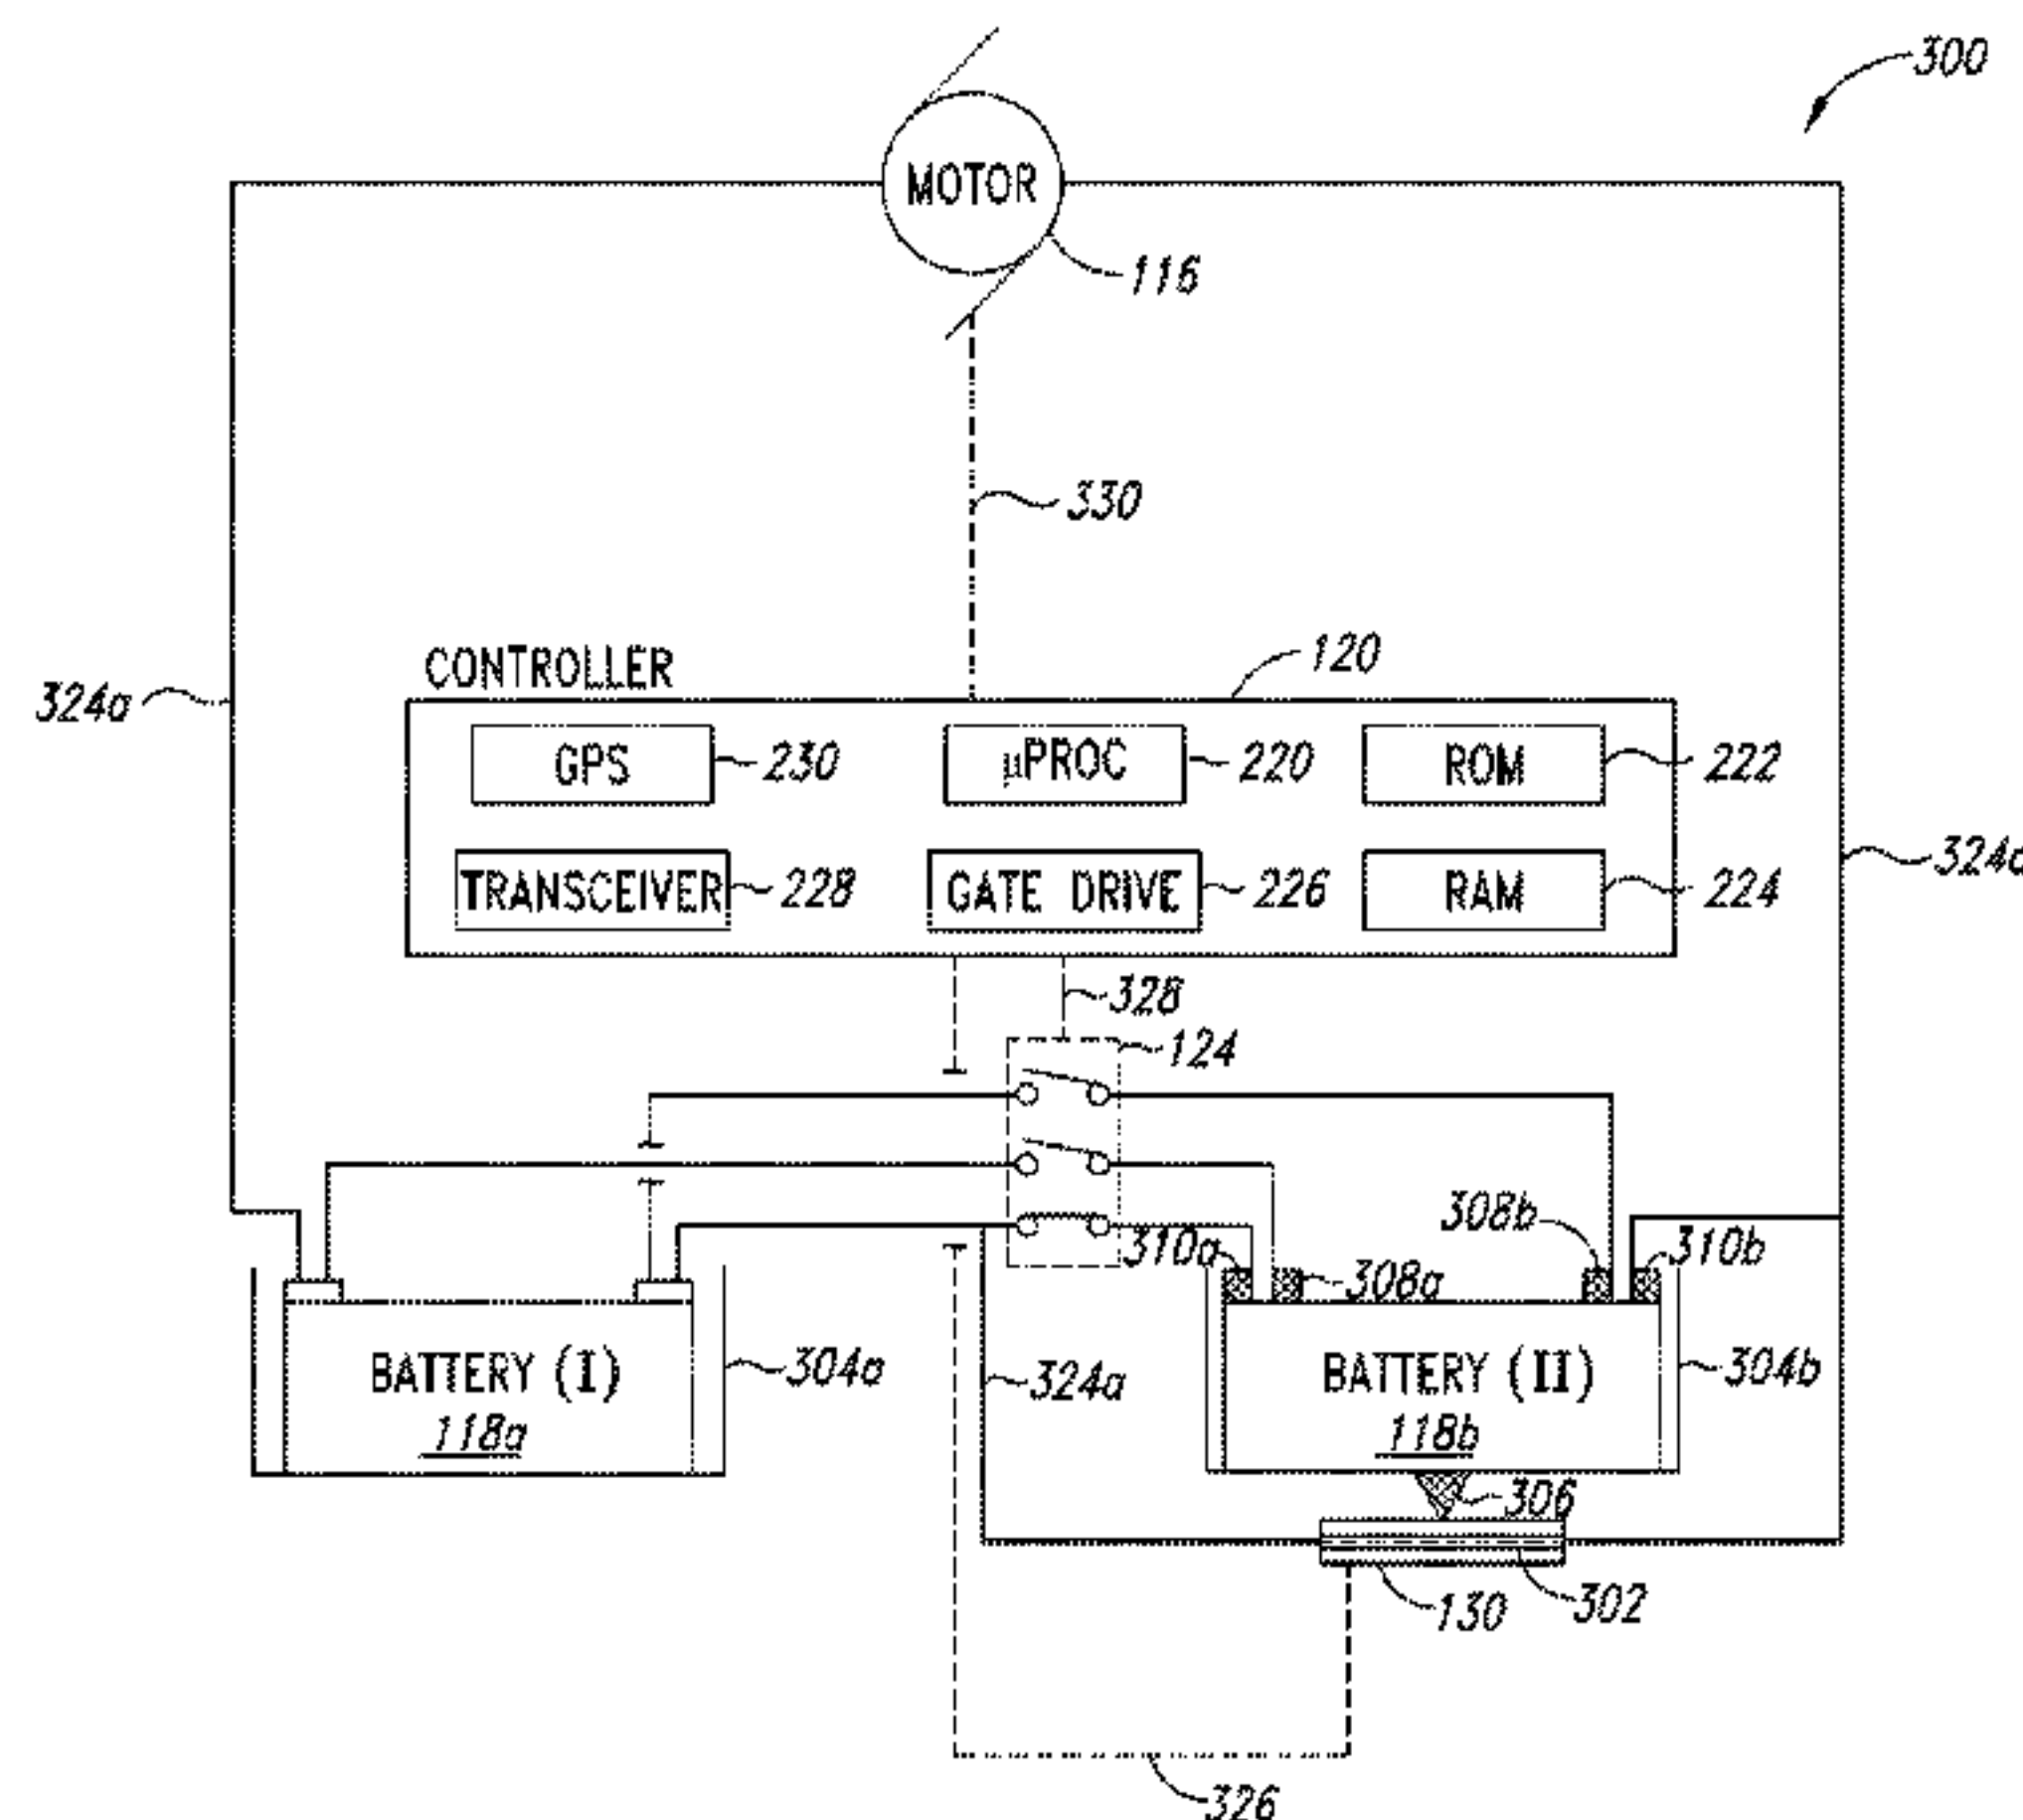 300
MOTOR
116
330
CONTROLLER
120
324a
GPS
230
μPROC
220
ROM
222
324a
TRANSCEIVER
228
GATE DRIVE
226
RAM
224
328
124
308b
310a
310b
308a
BATTERY (I)
118a
304a
324a
BATTERY (II)
118b
304b
306
130
302
326